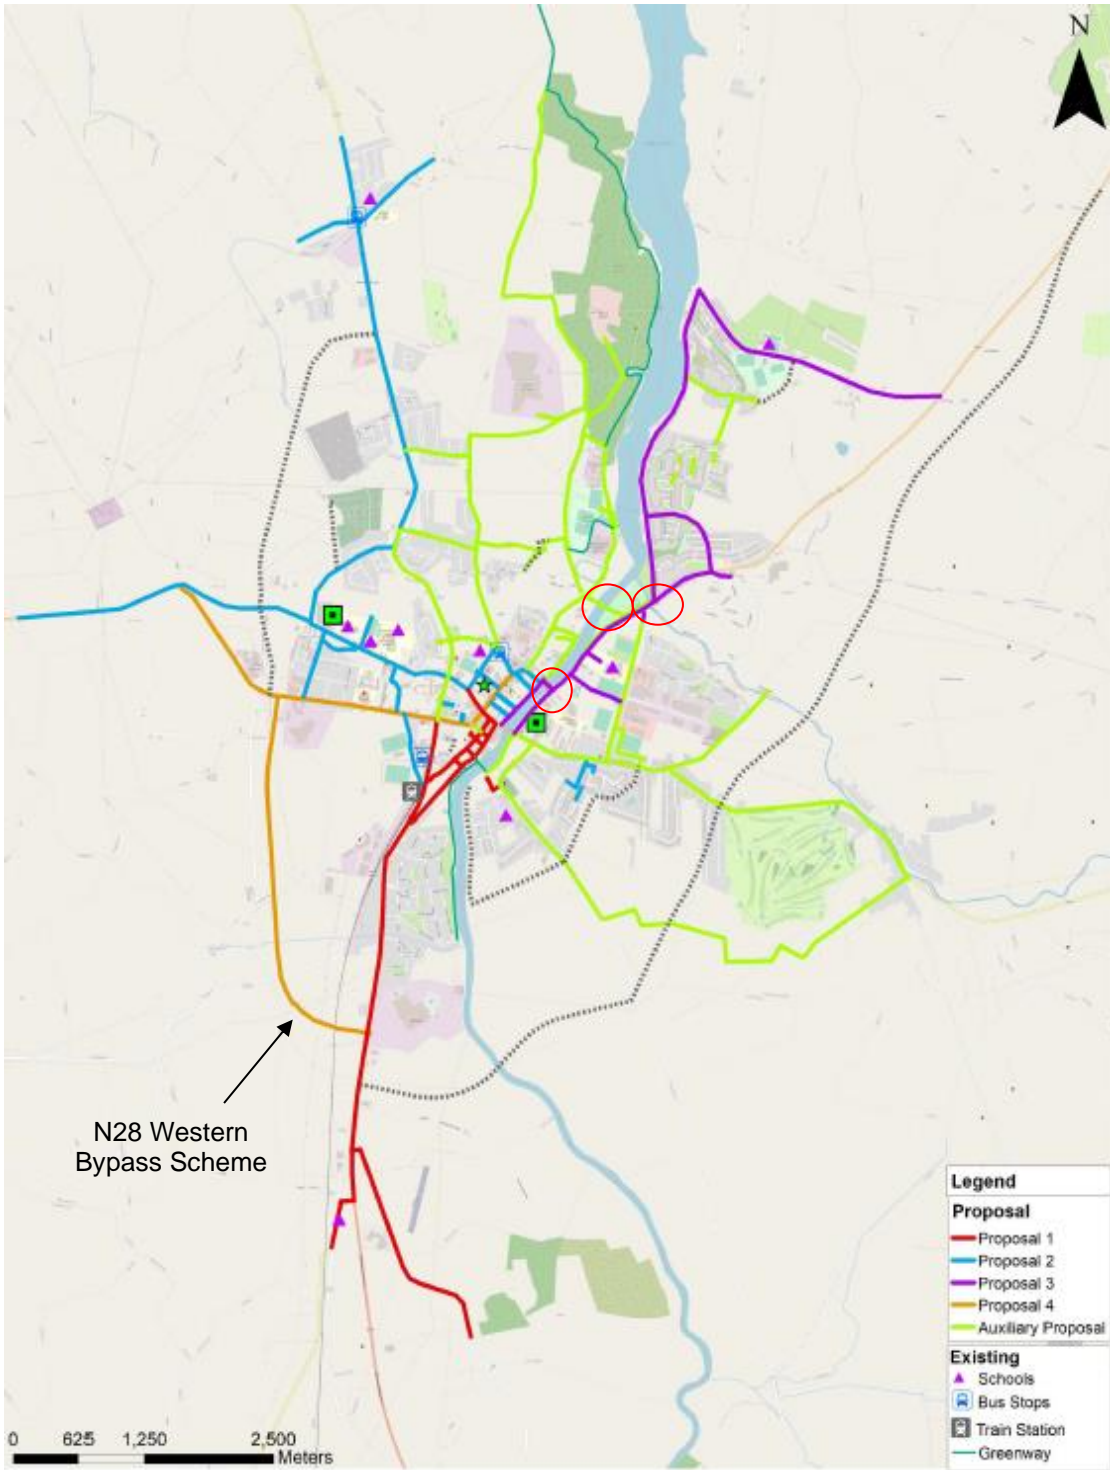 N
N28 Western
Bypass Scheme
Legend
Proposal
Proposal 1
Proposal 2
Proposal 3
Proposal 4
Auxiliary Proposal
Existing
Schools
Bus Stops
Train Station
Greenway
0 625 1,250 2,500
Meters